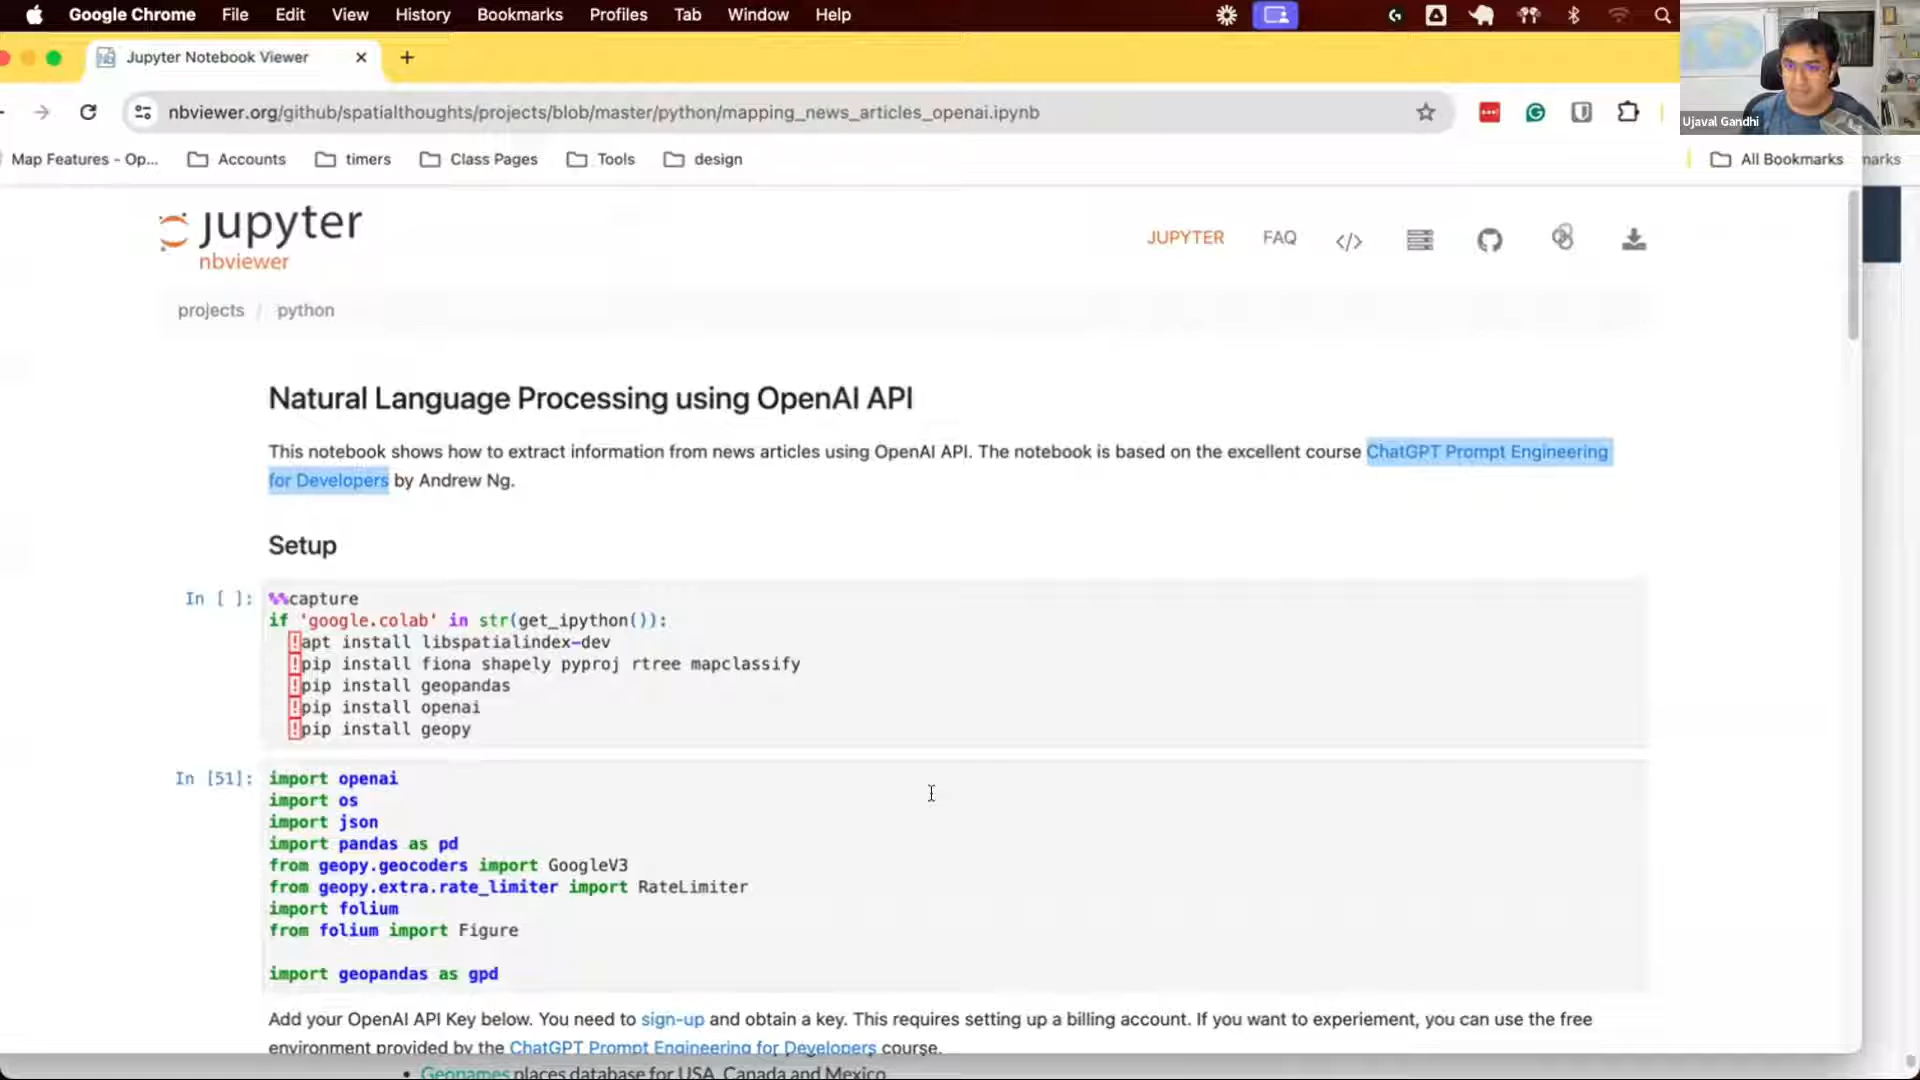 Google Chrome File Edit View History Bookmarks Profiles Tab Window Help
Jupyter Notebook Viewer
nbviewer.org/github/spatialthoughts/projects/blob/master/python/mapping_news_articles_openai.ipynb
Ujaval Gandhi
Map Features - Op... Accounts timers Class Pages Tools design All Bookmarks marks
jupyter
nbviewer
JUPYTER FAQ </>
projects / python
Natural Language Processing using OpenAI API
This notebook shows how to extract information from news articles using OpenAI API. The notebook is based on the excellent course ChatGPT Prompt Engineering
for Developers by Andrew Ng.
Setup
In [ ]: %%capture
if 'google.colab' in str(get_ipython()):
!apt install libspatialindex-dev
!pip install fiona shapely pyproj rtree mapclassify
!pip install geopandas
!pip install openai
!pip install geopy
In [51]: import openai
import os
import json
import pandas as pd
from geopy.geocoders import GoogleV3
from geopy.extra.rate_limiter import RateLimiter
import folium
from folium import Figure
import geopandas as gpd
Add your OpenAI API Key below. You need to sign-up and obtain a key. This requires setting up a billing account. If you want to experiement, you can use the free
environment provided by the ChatGPT Prompt Engineering for Developers course.
• Geonames places database for USA, Canada and Mexico